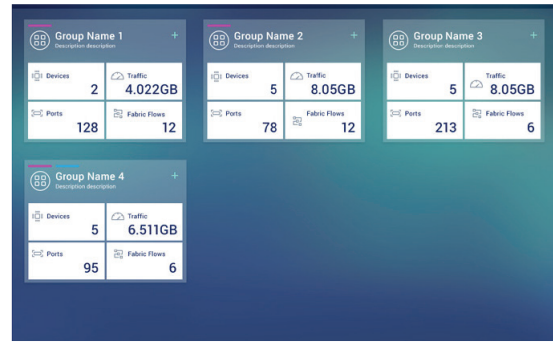 Group Name 1
+
Description description
Devices
2
Traffic
4.022GB
Ports
128
Fabric Flows
12
Group Name 2
+
Description description
Devices
5
Traffic
8.05GB
Ports
78
Fabric Flows
12
Group Name 3
+
Description description
Devices
5
Traffic
8.05GB
Ports
213
Fabric Flows
6
Group Name 4
+
Description description
Devices
5
Traffic
6.511GB
Ports
95
Fabric Flows
6